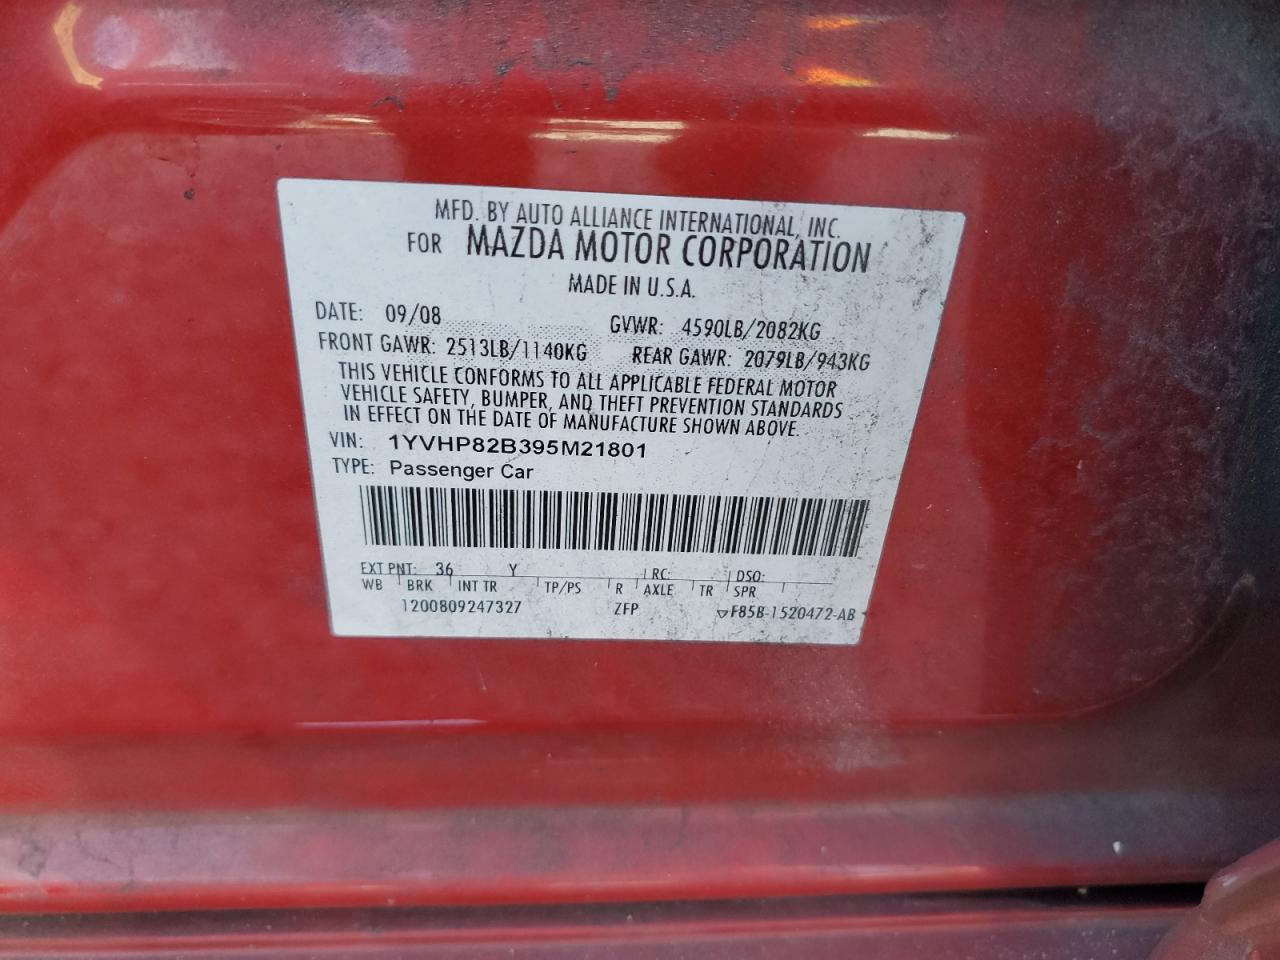 MFD. BY AUTO ALLIANCE INTERNATIONAL, INC.
FOR MAZDA MOTOR CORPORATION
MADE IN U.S.A.
DATE: 09/08 GVWR: 4590LB/2082KG
FRONT GAWR: 2513LB/1140KG REAR GAWR: 2079LB/943KG
THIS VEHICLE CONFORMS TO ALL APPLICABLE FEDERAL MOTOR
VEHICLE SAFETY, BUMPER, AND THEFT PREVENTION STANDARDS
IN EFFECT ON THE DATE OF MANUFACTURE SHOWN ABOVE.
VIN: 1YVHP82B395M21801
TYPE: Passenger Car
EXT PNT: 36 Y RC: DSO:
WB BRK INT TR TP/PS R AXLE TR SPR
1200809247327 ZFP ▽F85B-1520472-AB